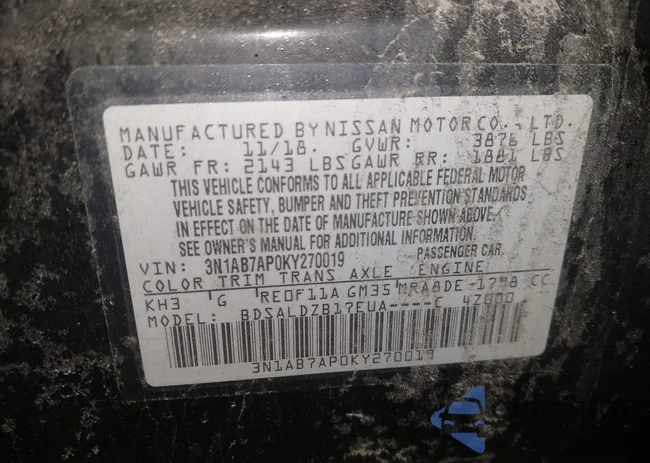 MANUFACTURED BY NISSAN MOTOR CO., LTD.
DATE: 11/18. GVWR: 3876 LBS
GAWR FR: 2143 LBS GAWR RR: 1881 LBS
THIS VEHICLE CONFORMS TO ALL APPLICABLE FEDERAL MOTOR
VEHICLE SAFETY, BUMPER AND THEFT PREVENTION STANDARDS
IN EFFECT ON THE DATE OF MANUFACTURE SHOWN ABOVE.
SEE OWNER'S MANUAL FOR ADDITIONAL INFORMATION.
VIN: 3N1AB7AP0KY270019 PASSENGER CAR
COLOR TRIM TRANS AXLE ENGINE:
KH3 'G RE0F11A GM35 MRA8DE -1798 CC
MODEL: BDSALDZB17EUA----C 4Z000
3N1AB7AP0KY270019